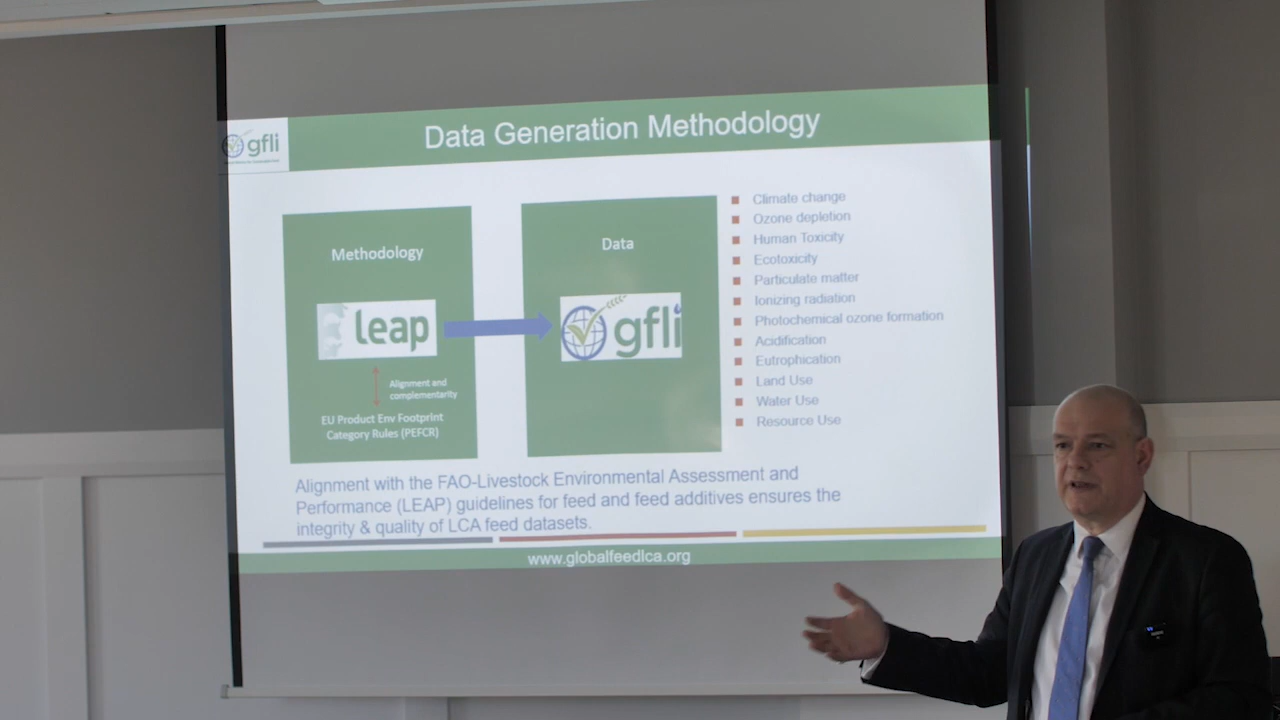 gfli
Data Generation Methodology
Methodology
leap
Alignment and
complementarity
EU Product Env Footprint
Category Rules (PEFCR)
Data
gfli
Climate change
Ozone depletion
Human Toxicity
Ecotoxicity
Particulate matter
Ionizing radiation
Photochemical ozone formation
Acidification
Eutrophication
Land Use
Water Use
Resource Use
Alignment with the FAO-Livestock Environmental Assessment and
Performance (LEAP) guidelines for feed and feed additives ensures the
integrity & quality of LCA feed datasets.
www.globalfeedlca.org